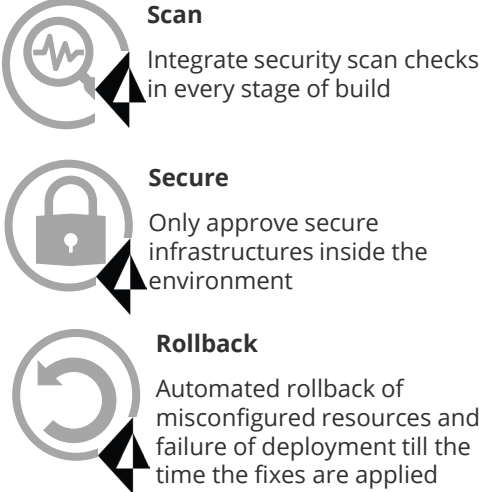 Scan
Integrate security scan checks
in every stage of build
Secure
Only approve secure
infrastructures inside the
environment
Rollback
Automated rollback of
misconfigured resources and
failure of deployment till the
time the fixes are applied